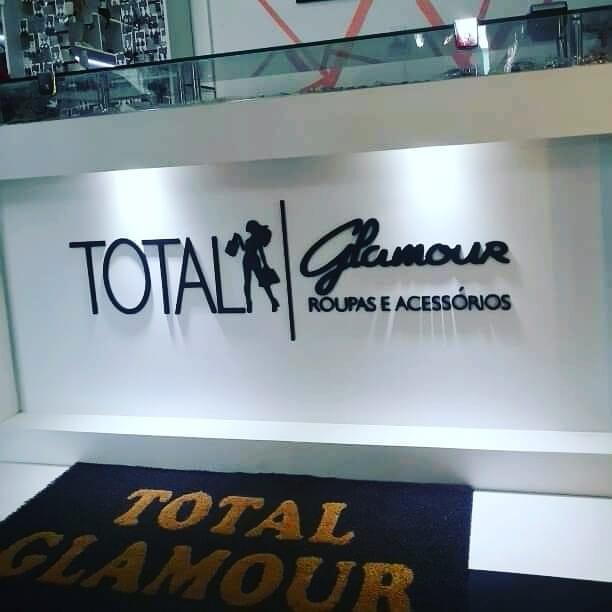 TOTAL
Glamour
ROUPAS E ACESSÓRIOS
TOTAL
GLAMOUR